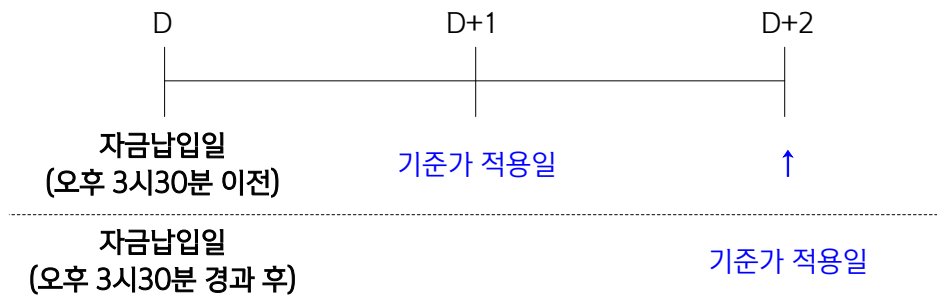 D D+1 D+2
자금납입일
(오후 3시30분 이전)
기준가 적용일
↑
자금납입일
(오후 3시30분 경과 후)
기준가 적용일